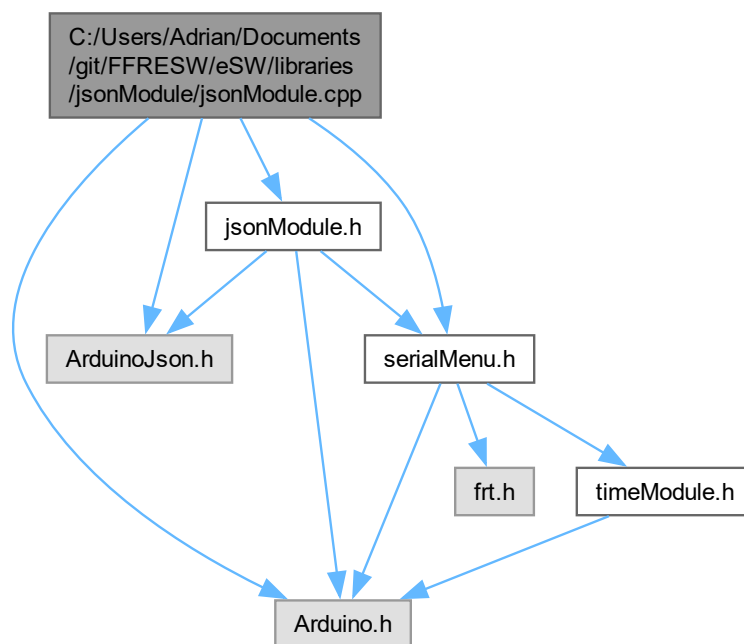 C:/Users/Adrian/Documents
/git/FFRESW/eSW/libraries
/jsonModule/jsonModule.cpp
jsonModule.h
ArduinoJson.h
serialMenu.h
frt.h
timeModule.h
Arduino.h